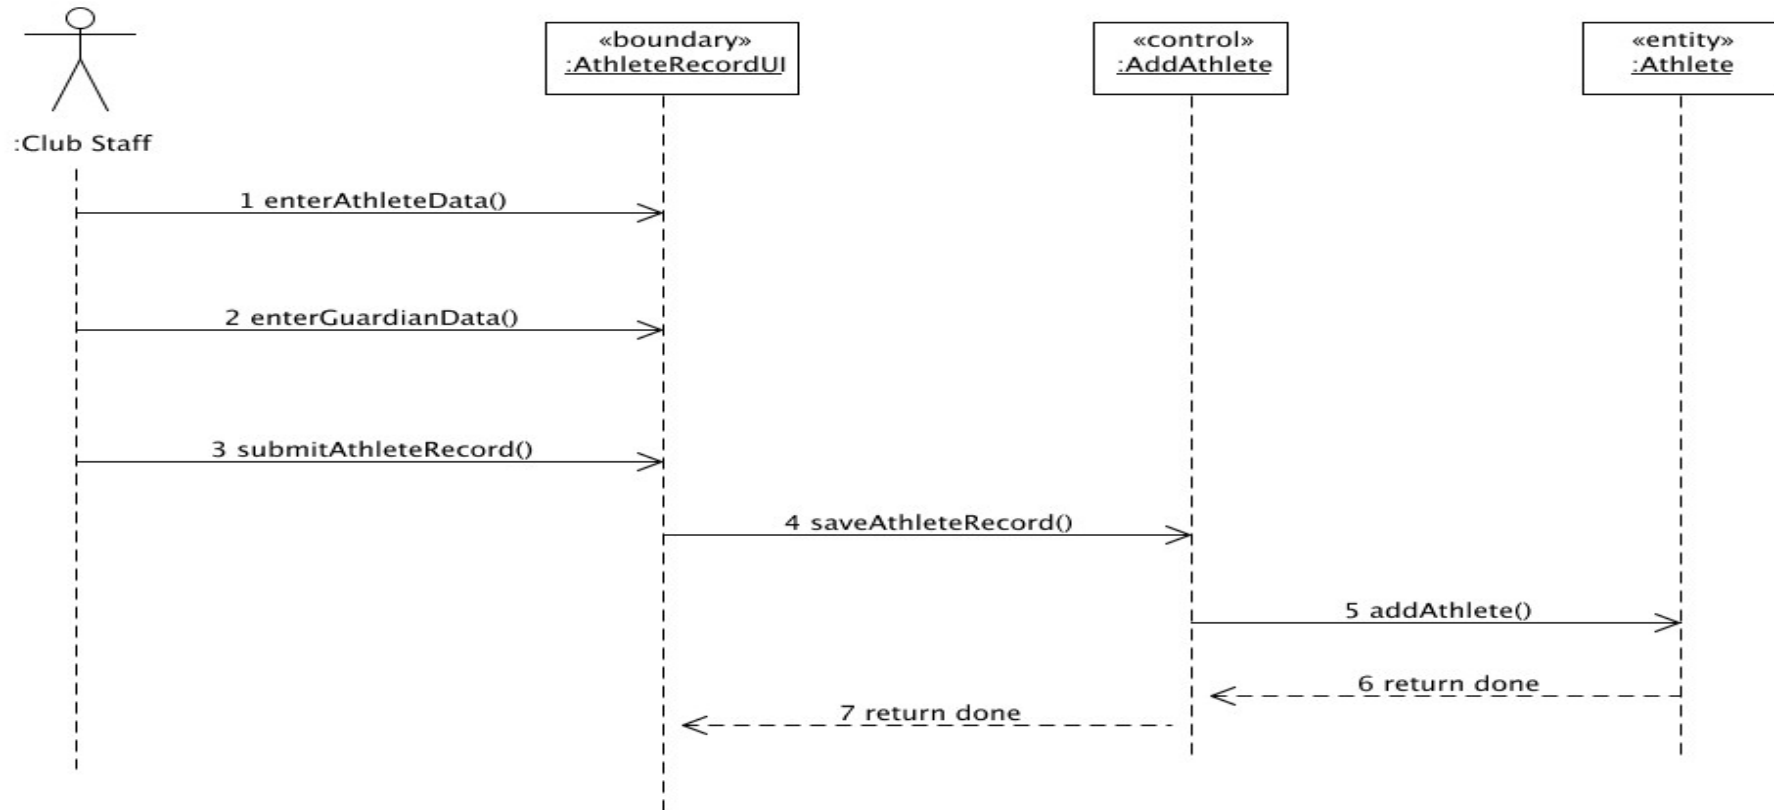 «boundary»
:AthleteRecordUI
«control»
:AddAthlete
«entity»
:Athlete
:Club Staff
1 enterAthleteData()
2 enterGuardianData()
3 submitAthleteRecord()
4 saveAthleteRecord()
5 addAthlete()
6 return done
7 return done